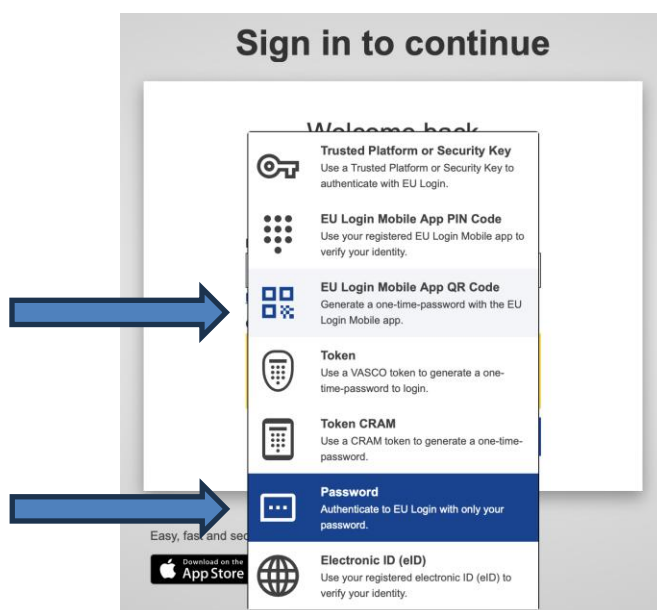 Sign in to continue
Welcome back
Trusted Platform or Security Key
Use a Trusted Platform or Security Key to
authenticate with EU Login.
EU Login Mobile App PIN Code
Use your registered EU Login Mobile app to
verify your identity.
EU Login Mobile App QR Code
Generate a one-time-password with the EU
Login Mobile app.
Token
Use a VASCO token to generate a one-
time-password to login.
Token CRAM
Use a CRAM token to generate a one-time-
password.
Password
Authenticate to EU Login with only your
password.
Easy, fast and sec
Download on the
App Store
Electronic ID (eID)
Use your registered electronic ID (eID) to
verify your identity.